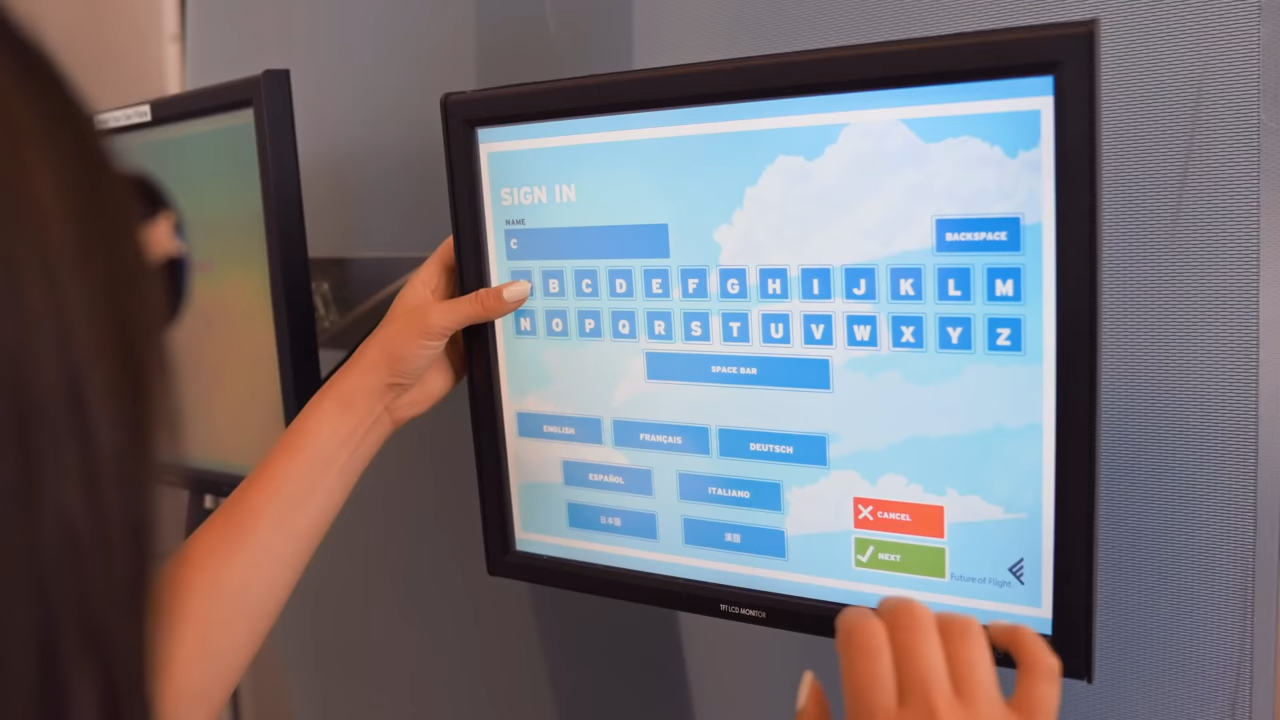 SIGN IN
NAME
C
BACKSPACE
B C D E F G H I J K L M
N O P Q R S T U V W X Y Z
SPACE BAR
ENGLISH FRANÇAIS DEUTSCH
ESPAÑOL ITALIANO
日本語
CANCEL
NEXT
Future of Flight
TFT LCD MONITOR